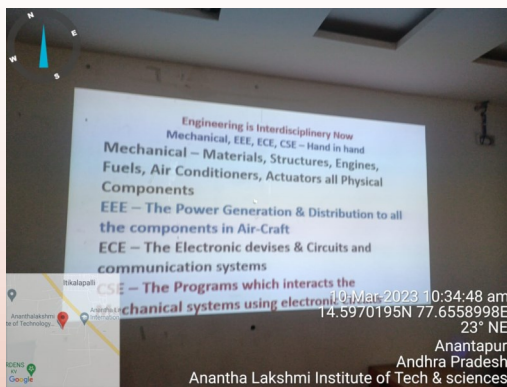 N
E
W
S
Engineering is Interdisciplinery Now
Mechanical, EEE, ECE, CSE – Hand in hand
Mechanical – Materials, Structures, Engines,
Fuels, Air Conditioners, Actuators all Physical
Components
EEE – The Power Generation & Distribution to all
the components in Air-Craft
ECE – The Electronic devises & Circuits and
communication systems
CSE – The Programs which interacts the
mechanical systems using electronic
10-Mar-2023 10:34:48 am
14.5970195N 77.6558998E
23° NE
Anantapur
Andhra Pradesh
Anantha Lakshmi Institute of Tech & sciences
Itikalapalli
Ananthalakshmi
te of Technology...
RDENS
Google